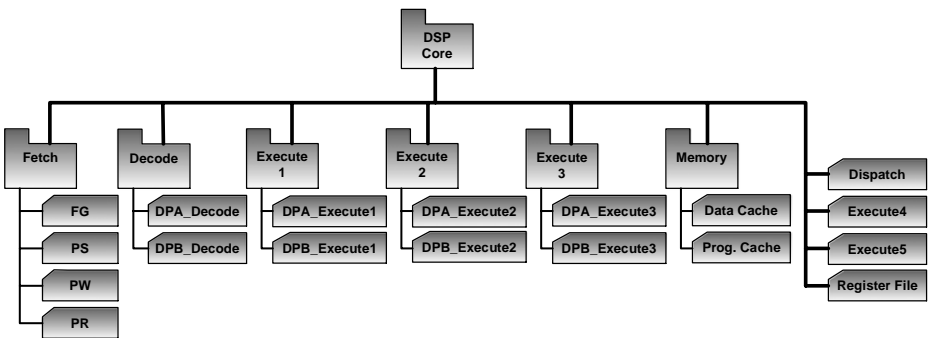 DSP
Core
Fetch
Decode
Execute
1
Execute
2
Execute
3
Memory
FG
PS
PW
PR
DPA_Decode
DPB_Decode
DPA_Execute1
DPB_Execute1
DPA_Execute2
DPB_Execute2
DPA_Execute3
DPB_Execute3
Data Cache
Prog. Cache
Dispatch
Execute4
Execute5
Register File